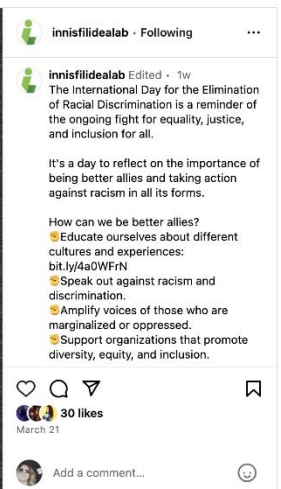 innisfilidealab • Following
innisfilidealab Edited • 1w
The International Day for the Elimination
of Racial Discrimination is a reminder of
the ongoing fight for equality, justice,
and inclusion for all.
It's a day to reflect on the importance of
being better allies and taking action
against racism in all its forms.
How can we be better allies?
✊Educate ourselves about different
cultures and experiences:
bit.ly/4a0WFrN
✊Speak out against racism and
discrimination.
✊Amplify voices of those who are
marginalized or oppressed.
✊Support organizations that promote
diversity, equity, and inclusion.
30 likes
March 21
Add a comment...